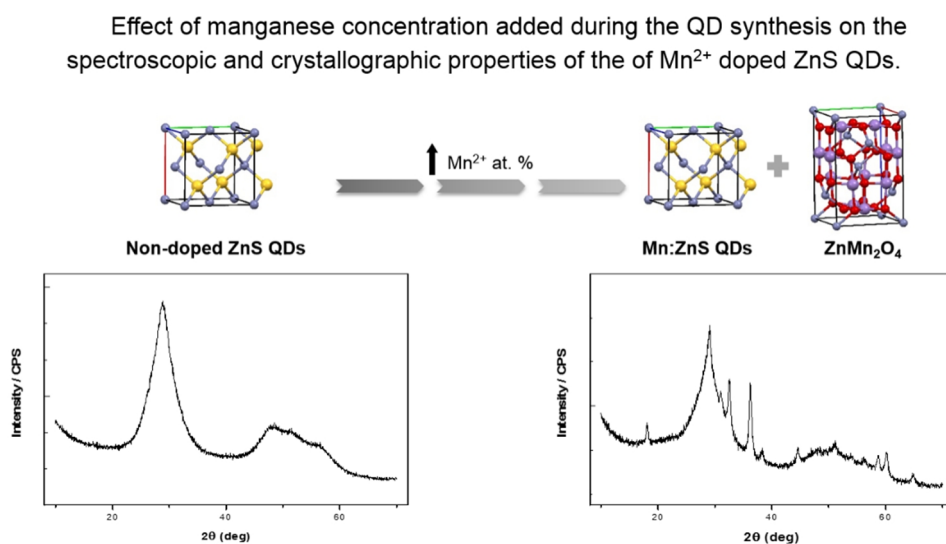 Effect of manganese concentration added during the QD synthesis on the
spectroscopic and crystallographic properties of the of Mn²⁺ doped ZnS QDs.
Mn²⁺ at. %
Non-doped ZnS QDs
Mn:ZnS QDs
ZnMn₂O₄
Intensity / CPS
20
40
60
2θ (deg)
Intensity / CPS
20
40
60
2θ (deg)